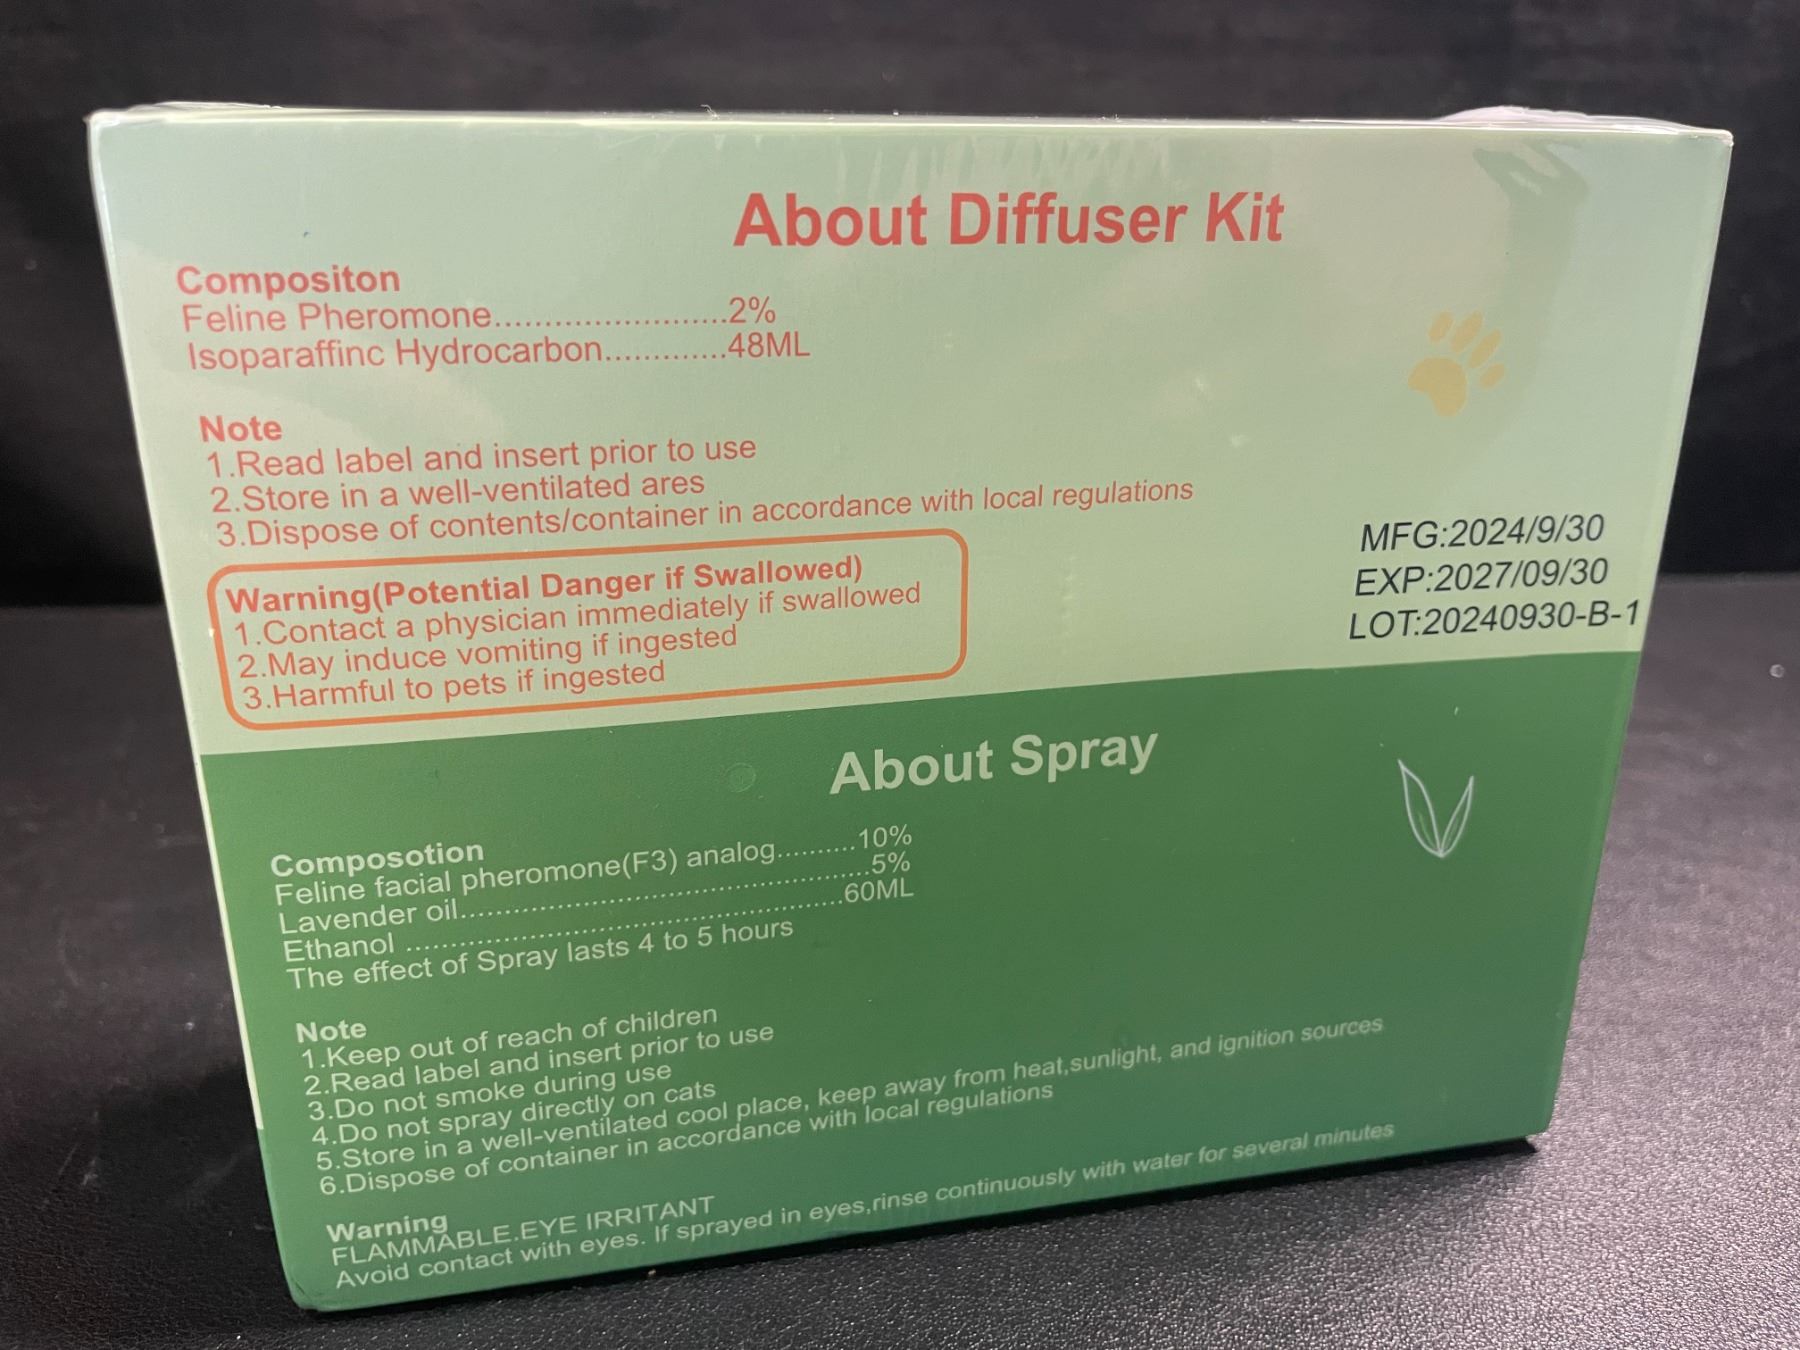 About Diffuser Kit
Compositon
Feline Pheromone.......................2%
Isoparaffinc Hydrocarbon............48ML
Note
1.Read label and insert prior to use
2.Store in a well-ventilated ares
3.Dispose of contents/container in accordance with local regulations
Warning(Potential Danger if Swallowed)
1.Contact a physician immediately if swallowed
2.May induce vomiting if ingested
3.Harmful to pets if ingested
MFG:2024/9/30
EXP:2027/09/30
LOT:20240930-B-1
About Spray
Composotion
Feline facial pheromone(F3) analog..........10%
Lavender oil.................................................5%
Ethanol ....................................................60ML
The effect of Spray lasts 4 to 5 hours
Note
1.Keep out of reach of children
2.Read label and insert prior to use
3.Do not smoke during use
4.Do not spray directly on cats
5.Store in a well-ventilated cool place, keep away from heat,sunlight, and ignition sources
6.Dispose of container in accordance with local regulations
Warning
FLAMMABLE.EYE IRRITANT
Avoid contact with eyes. If sprayed in eyes,rinse continuously with water for several minutes